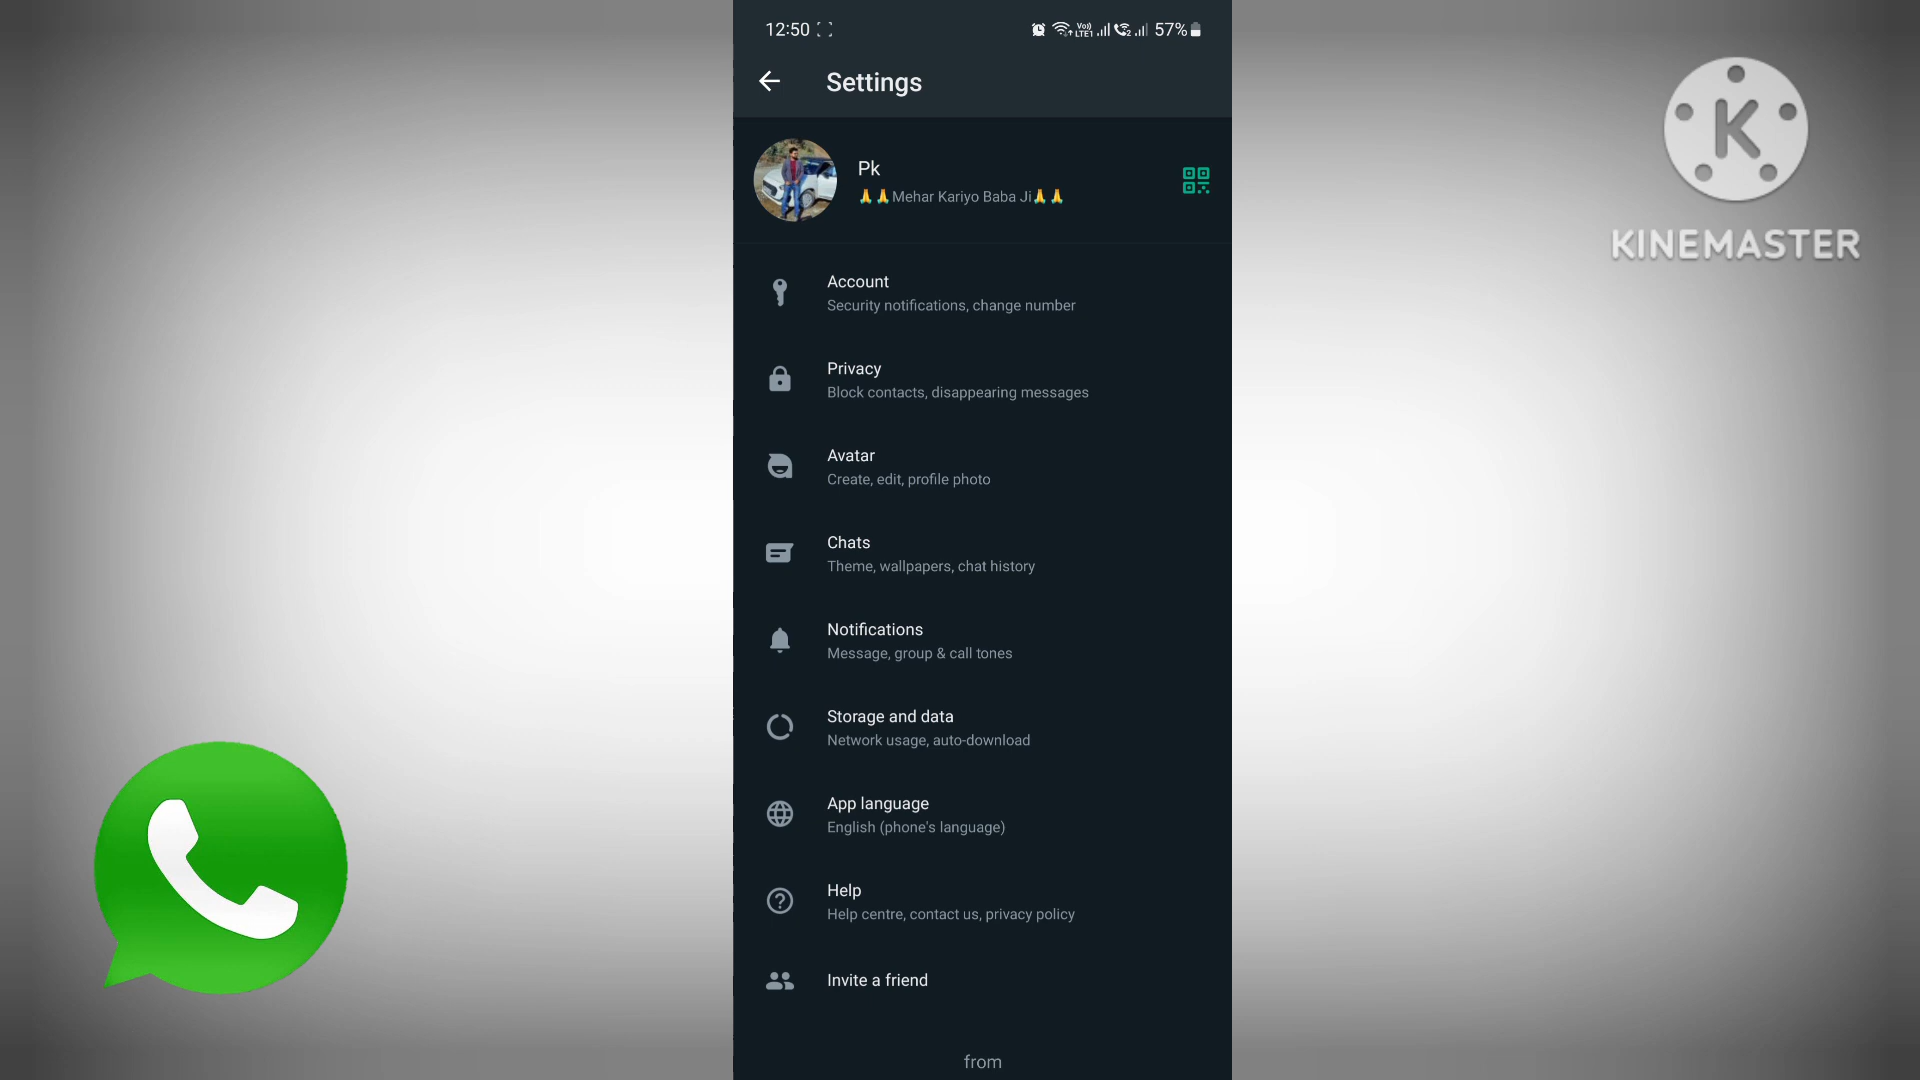 12:50
Vo)) LTE1
2
57%
Settings
Pk
🙏🙏Mehar Kariyo Baba Ji🙏🙏
Account
Security notifications, change number
Privacy
Block contacts, disappearing messages
Avatar
Create, edit, profile photo
Chats
Theme, wallpapers, chat history
Notifications
Message, group & call tones
Storage and data
Network usage, auto-download
App language
English (phone's language)
Help
Help centre, contact us, privacy policy
Invite a friend
from
K
KINEMASTER